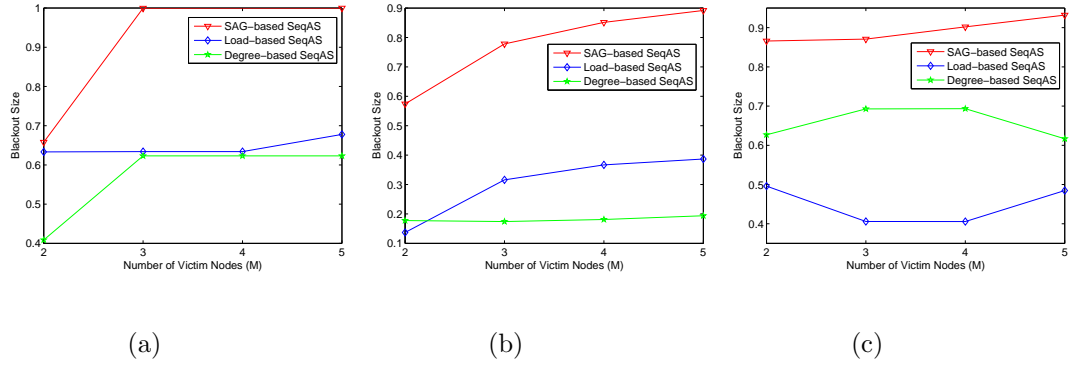 1
0.9
0.8
0.7
0.6
0.5
0.4
Blackout Size
2
3
4
5
Number of Victim Nodes (M)
SAG−based SeqAS
Load−based SeqAS
Degree−based SeqAS
(a)
0.9
0.8
0.7
0.6
0.5
0.4
0.3
0.2
0.1
Blackout Size
2
3
4
5
Number of Victim Nodes (M)
SAG−based SeqAS
Load−based SeqAS
Degree−based SeqAS
(b)
0.9
0.8
0.7
0.6
0.5
0.4
Blackout Size
2
3
4
5
Number of Victim Nodes (M)
SAG−based SeqAS
Load−based SeqAS
Degree−based SeqAS
(c)